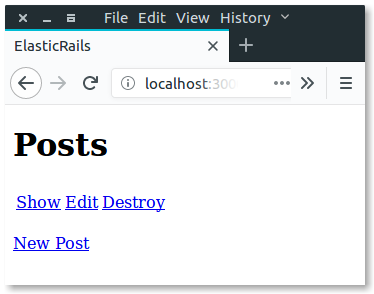 File Edit View History
ElasticRails
localhost:300
Posts
Show Edit Destroy
New Post